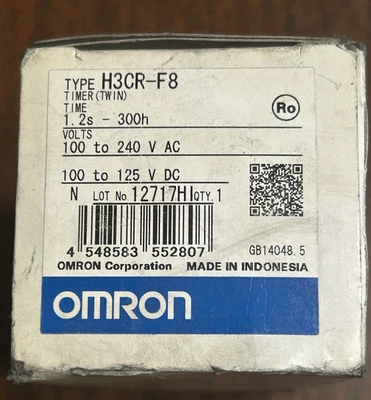 TYPE H3CR-F8
TIMER(TWIN)
TIME
1.2s - 300h
Ro
VOLTS
100 to 240 V AC
100 to 125 V DC
N LOT No 12717HI QTY. 1
4 548583 552807
GB14048.5
OMRON Corporation MADE IN INDONESIA
OMRON